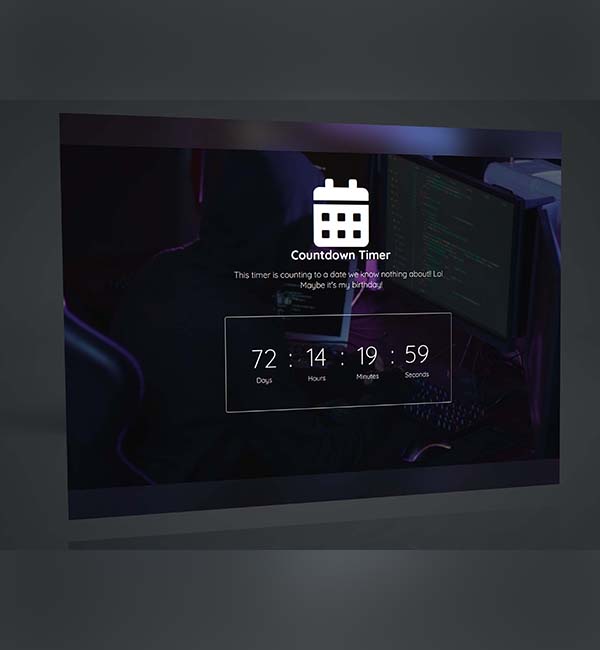 Countdown Timer
This timer is counting to a date we know nothing about!! Lol
Maybe it's my birthday!
72 : 14 : 19 : 59
Days Hours Minutes Seconds